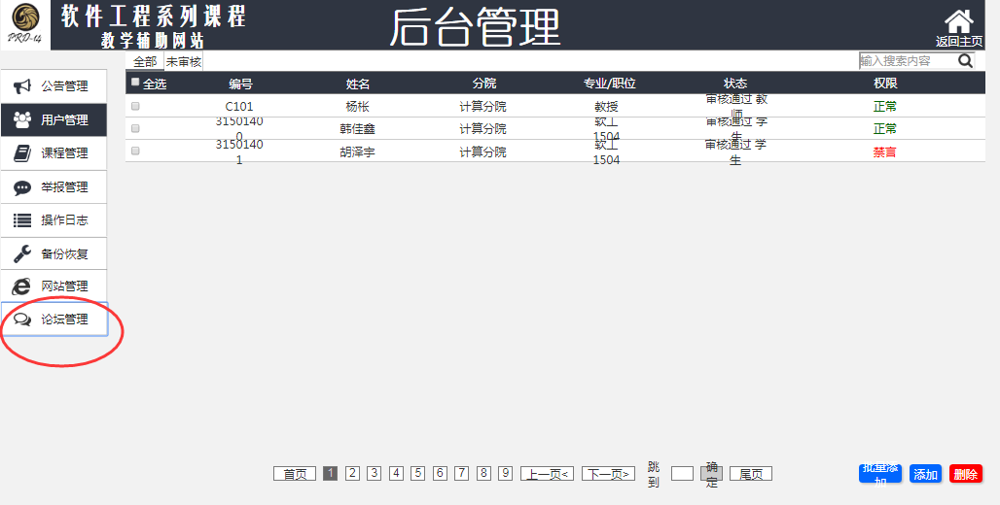 软件工程系列课程
教学辅助网站
PRD-14
后台管理
返回主页
公告管理
用户管理
课程管理
举报管理
操作日志
备份恢复
网站管理
论坛管理
全部 未审核
输入搜索内容
全选 编号 姓名 分院 专业/职位 状态 权限
C101 杨枨 计算分院 教授 审核通过 教师 正常
31501400 韩佳鑫 计算分院 软工1504 审核通过 学生 正常
31501401 胡泽宇 计算分院 软工1504 审核通过 学生 禁言
首页 1 2 3 4 5 6 7 8 9 上一页< 下一页> 跳到 确定 尾页
批量添加 添加 删除